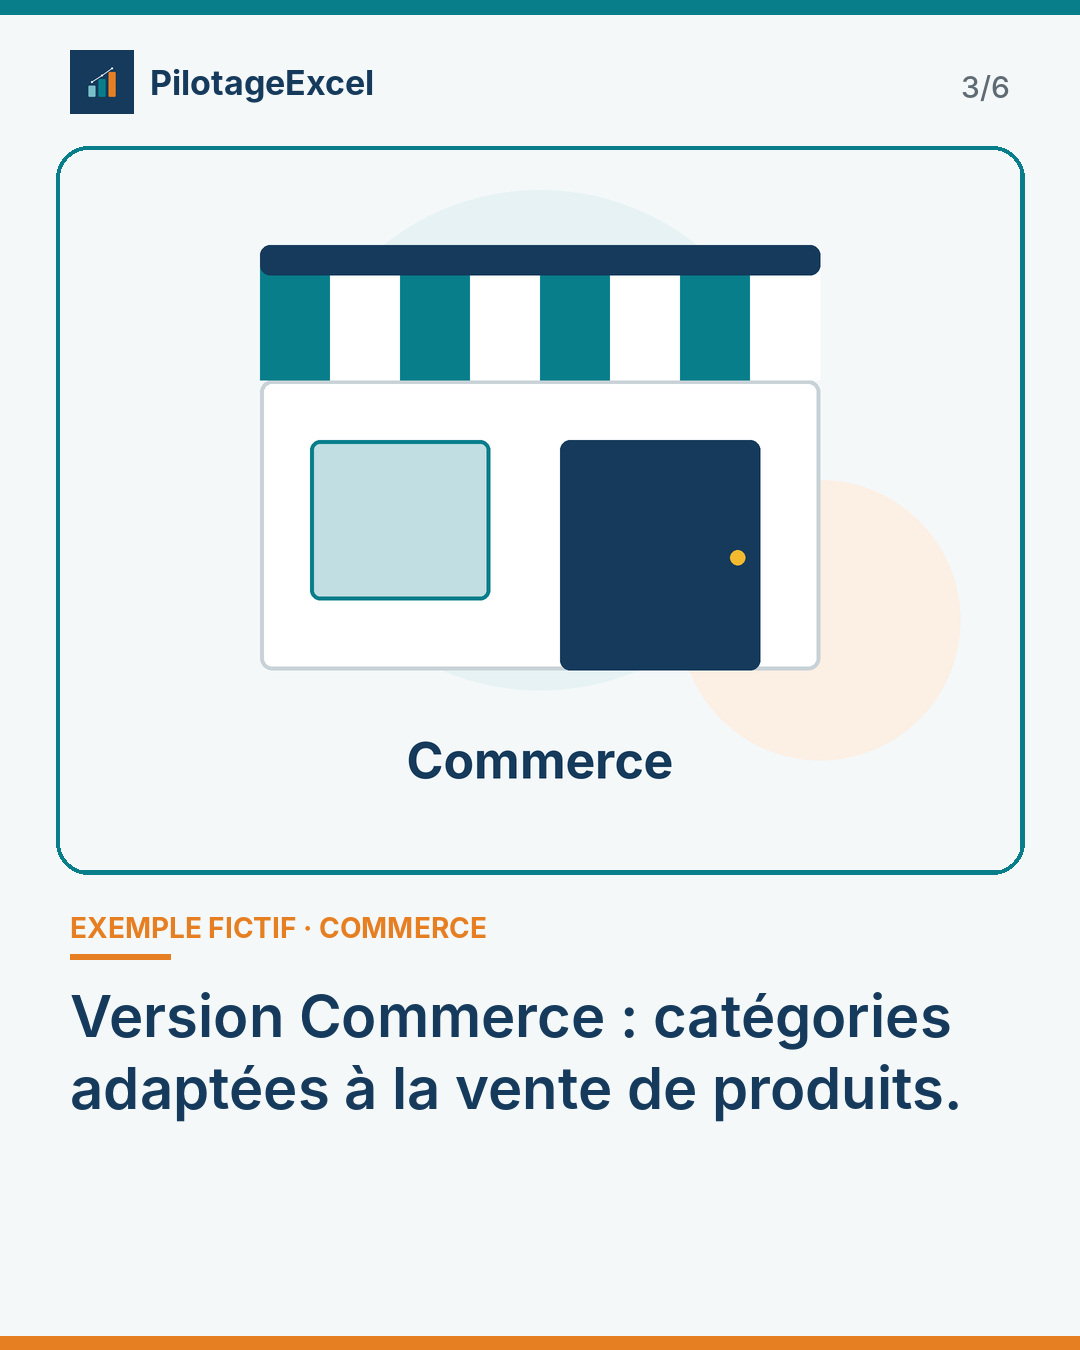 PilotageExcel
3/6
Commerce
EXEMPLE FICTIF · COMMERCE
Version Commerce : catégories
adaptées à la vente de produits.